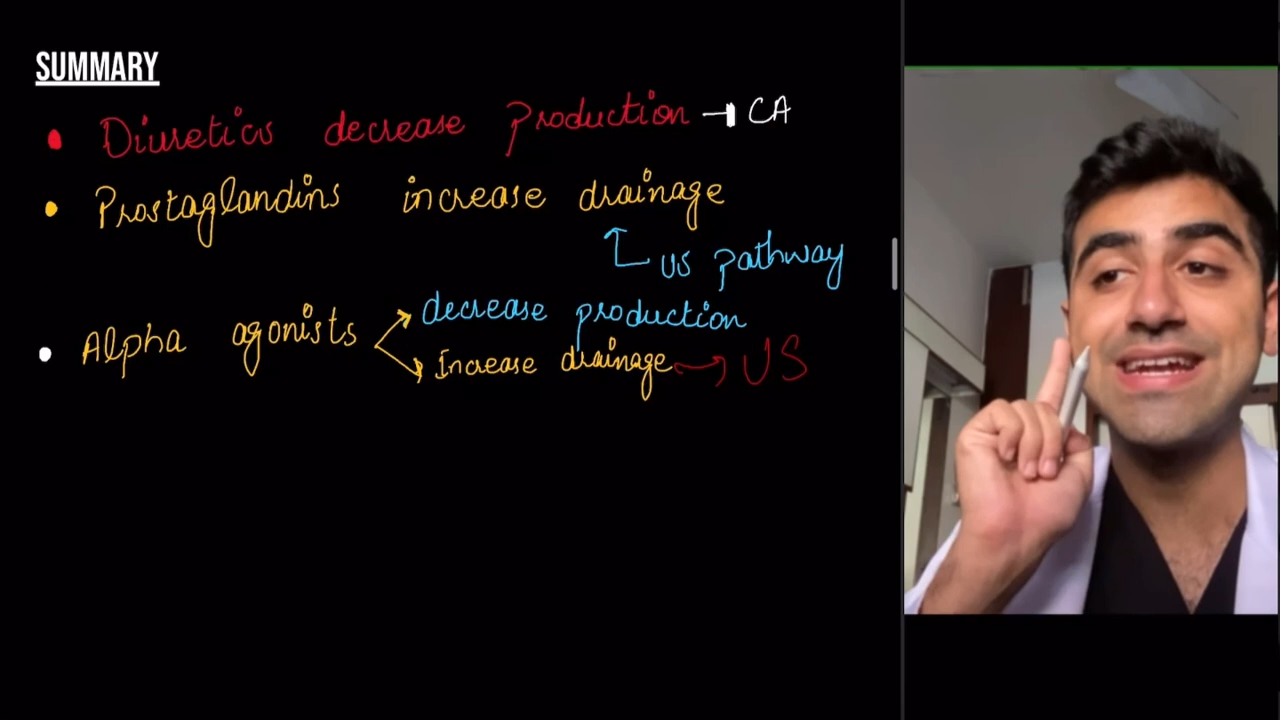 SUMMARY
• Diuretics decrease production ⊣ CA
• Prostaglandins increase drainage
US pathway
decrease production
• Alpha agonists
Increase drainage → US